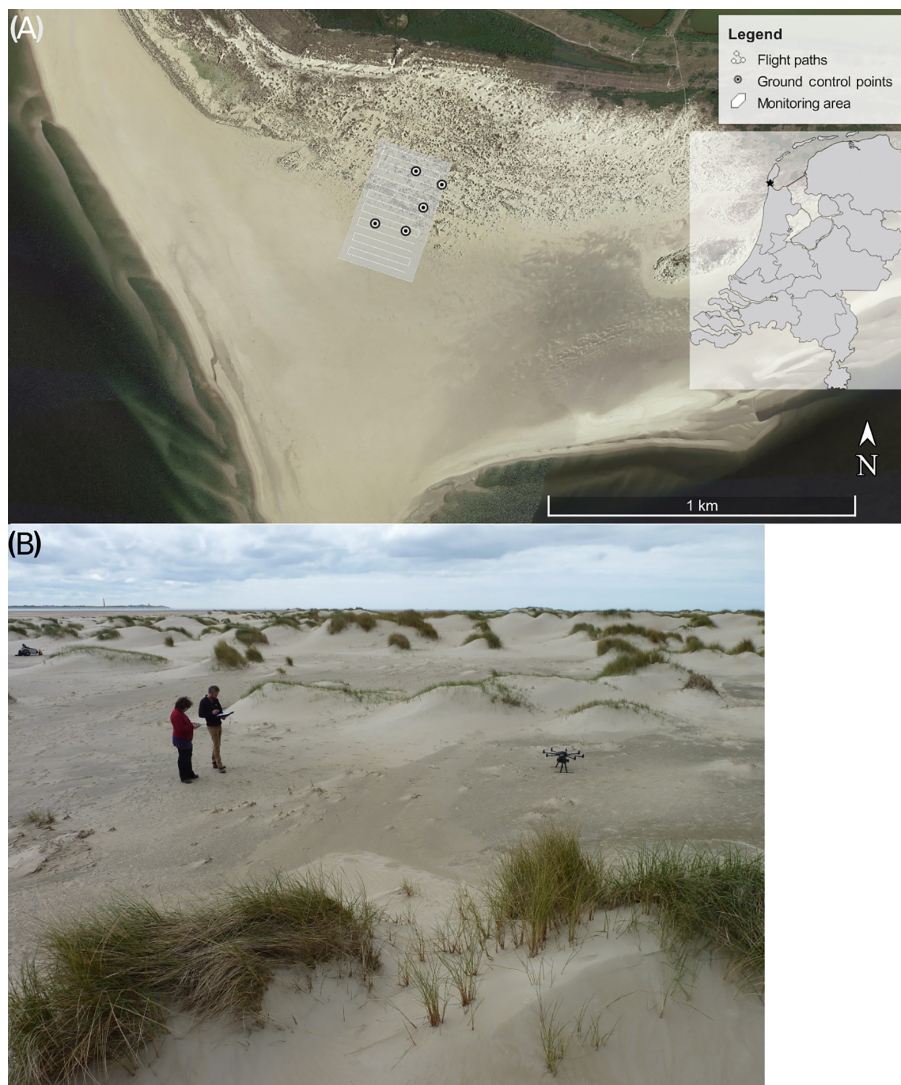 (A)
Legend
Flight paths
Ground control points
Monitoring area
N
1 km
(B)